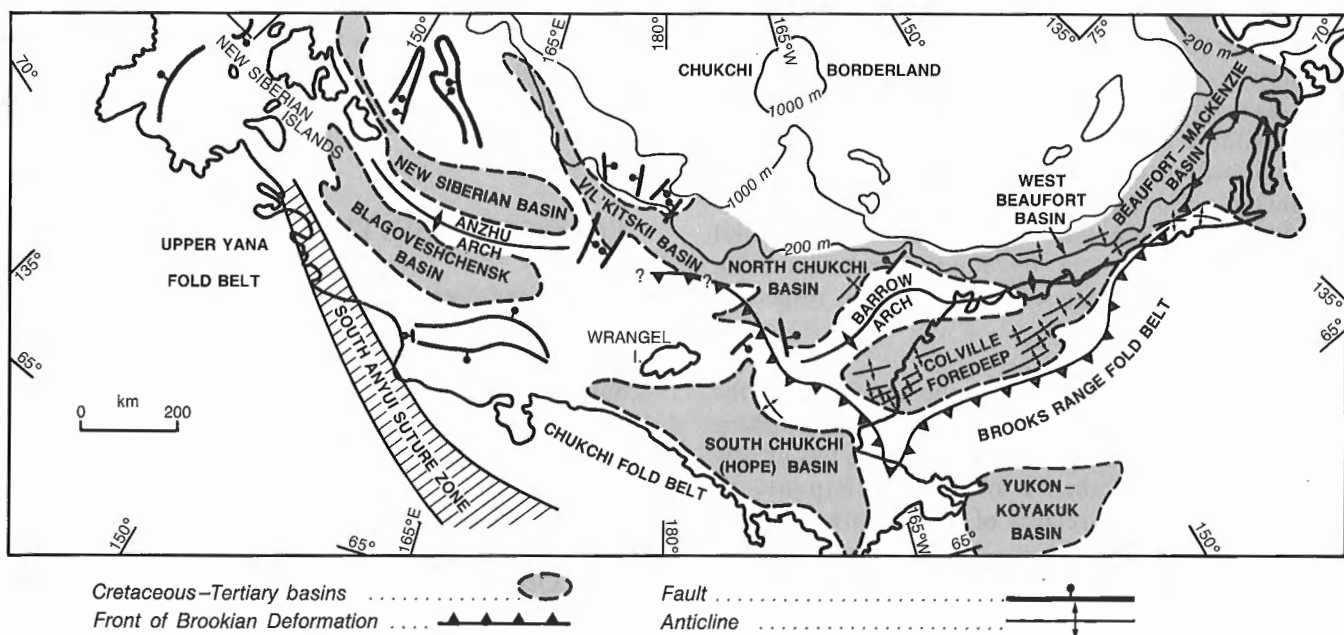 150°
165°E
180°
165°W
150°
135°
75°
70°
70°
NEW SIBERIAN
ISLANDS
CHUKCHI BORDERLAND
1000 m
200 m
BEAUFORT–MACKENZIE
BASIN
WEST
BEAUFORT
BASIN
1000 m
200 m
NEW SIBERIAN BASIN
VIL'KITSKII BASIN
ANZHU
ARCH
BLAGOVESHCHENSK
BASIN
UPPER YANA
FOLD BELT
135°
65°
? ?
NORTH CHUKCHI
BASIN
BARROW
ARCH
WRANGEL
I.
COLVILLE
FOREDEEP
BROOKS RANGE FOLD BELT
135°
65°
0 km 200
SOUTH ANYUI SUTURE ZONE
CHUKCHI FOLD BELT
SOUTH CHUKCHI
(HOPE) BASIN
YUKON–
KOYAKUK
BASIN
150°
65°
165°E
180°
165°W
65°
150°
Cretaceous–Tertiary basins
Front of Brookian Deformation
Fault
Anticline